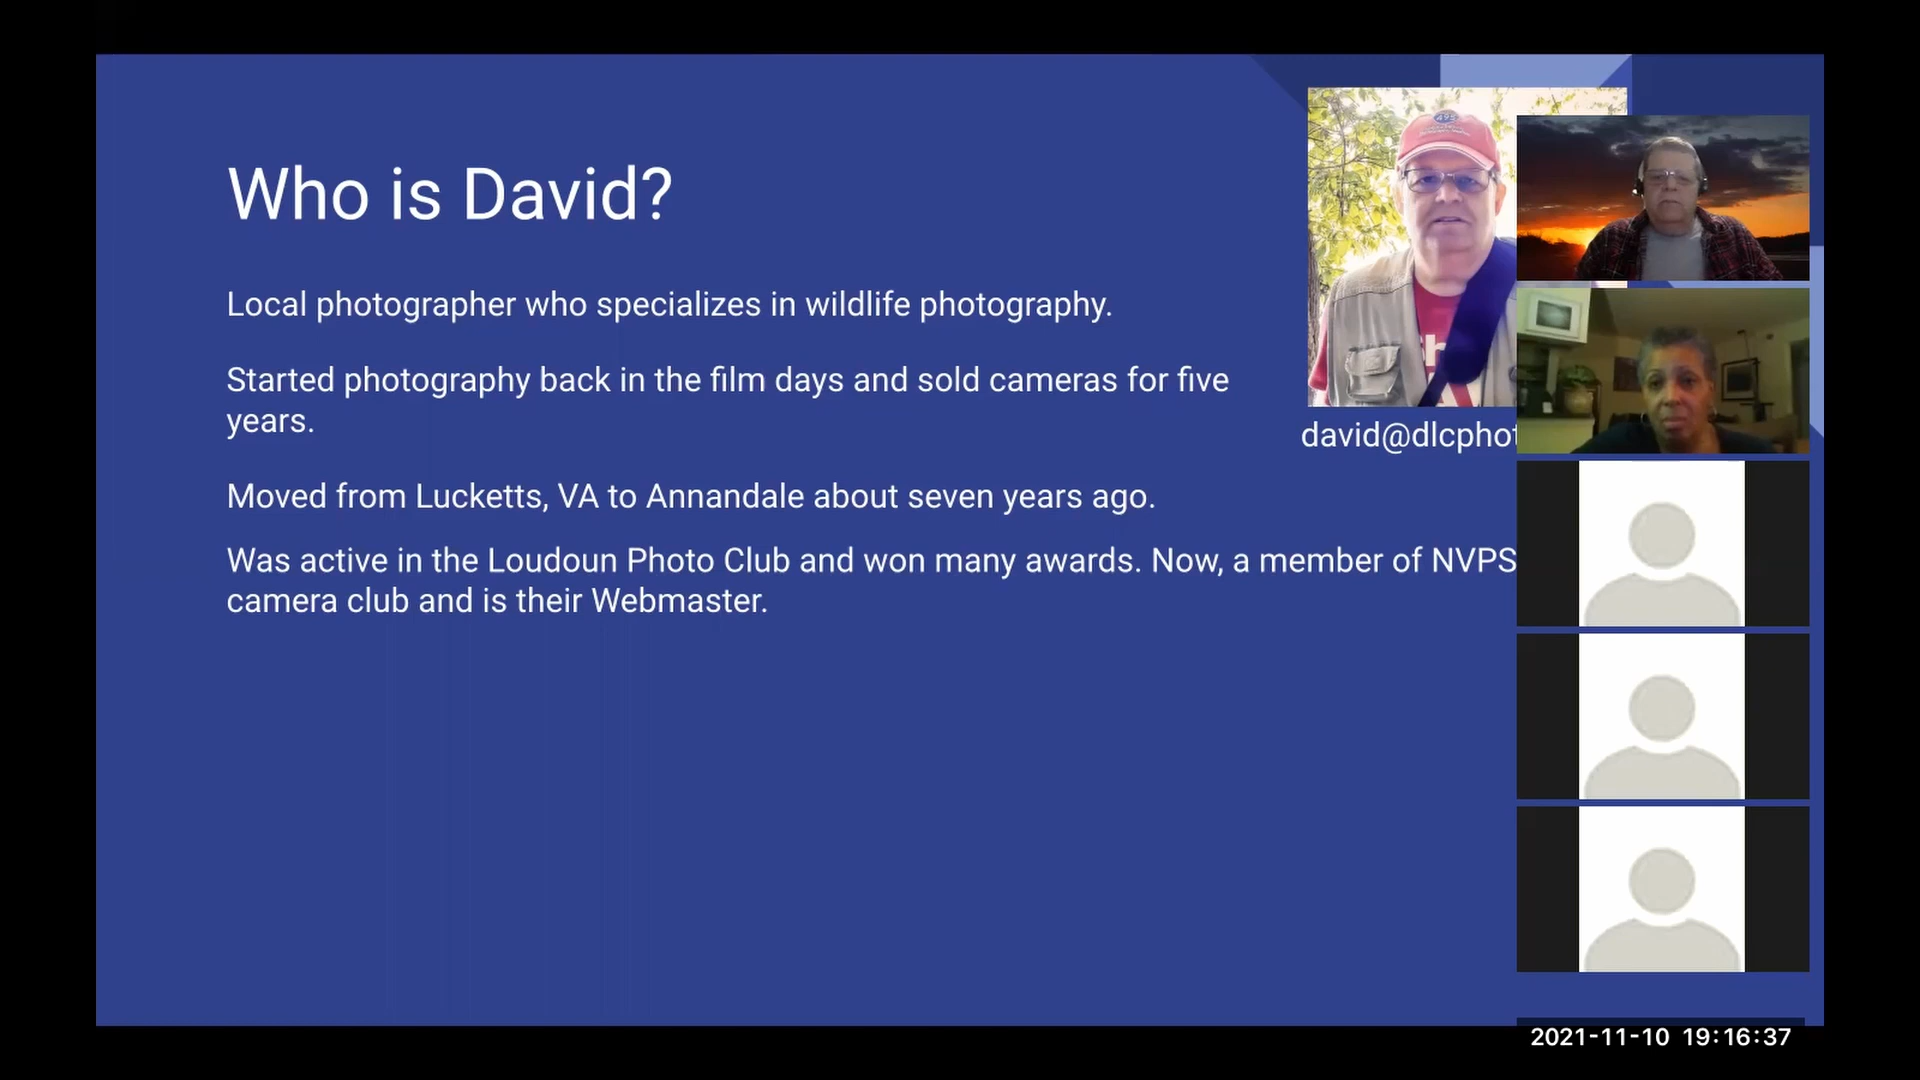 Who is David?
Local photographer who specializes in wildlife photography.
Started photography back in the film days and sold cameras for five
years.
david@dlcphot
Moved from Lucketts, VA to Annandale about seven years ago.
Was active in the Loudoun Photo Club and won many awards. Now, a member of NVPS
camera club and is their Webmaster.
2021-11-10 19:16:37